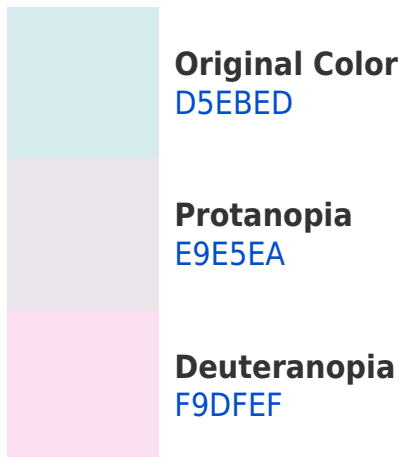 Original Color
D5EBED
Protanopia
E9E5EA
Deuteranopia
F9DFEF